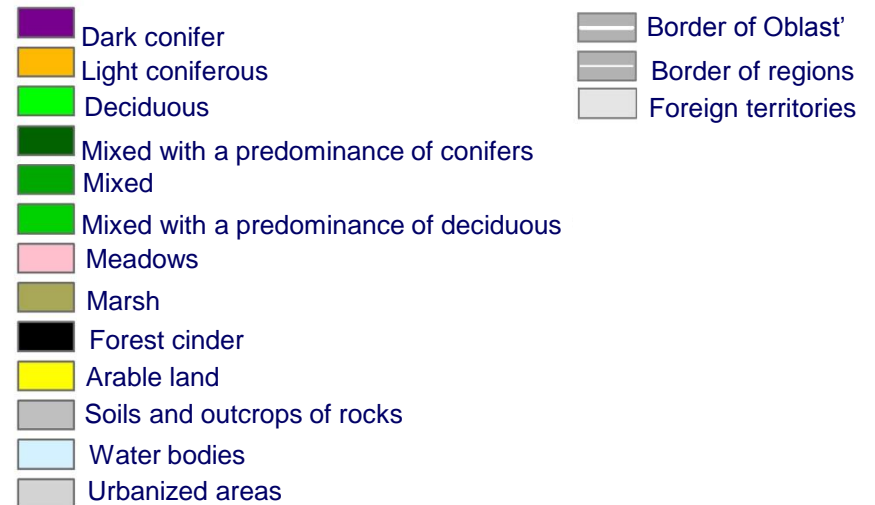 Dark conifer
Light coniferous
Deciduous
Mixed with a predominance of conifers
Mixed
Mixed with a predominance of deciduous
Meadows
Marsh
Forest cinder
Arable land
Soils and outcrops of rocks
Water bodies
Urbanized areas
Border of Oblast’
Border of regions
Foreign territories